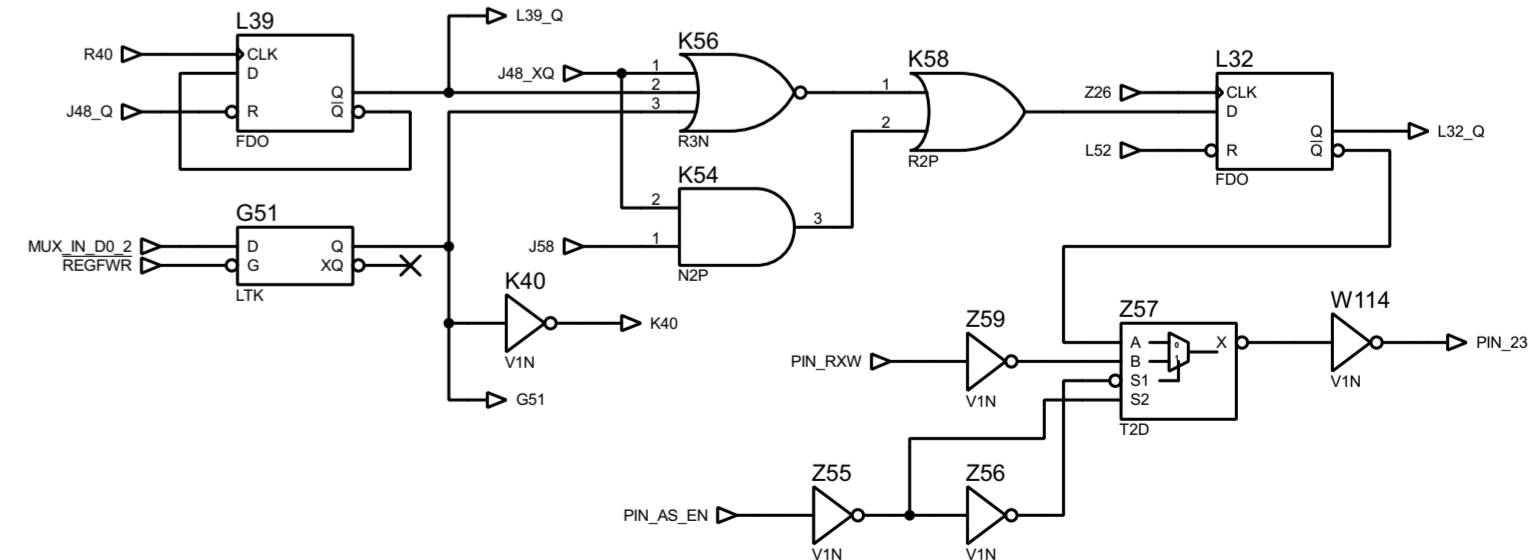 L39
R40
CLK
D
J48_Q
R
Q
Q
FDO
L39_Q
J48_XQ
K56
1
2
3
R3N
K54
2
1
3
J58
N2P
K58
1
2
R2P
L32
Z26
CLK
D
L52
R
Q
Q
FDO
L32_Q
G51
MUX_IN_D0_2
REGFWR
D
G
Q
XQ
LTK
K40
V1N
K40
G51
Z59
PIN_RXW
V1N
Z57
A
B
S1
S2
0
1
X
T2D
W114
V1N
PIN_23
Z55
PIN_AS_EN
V1N
Z56
V1N